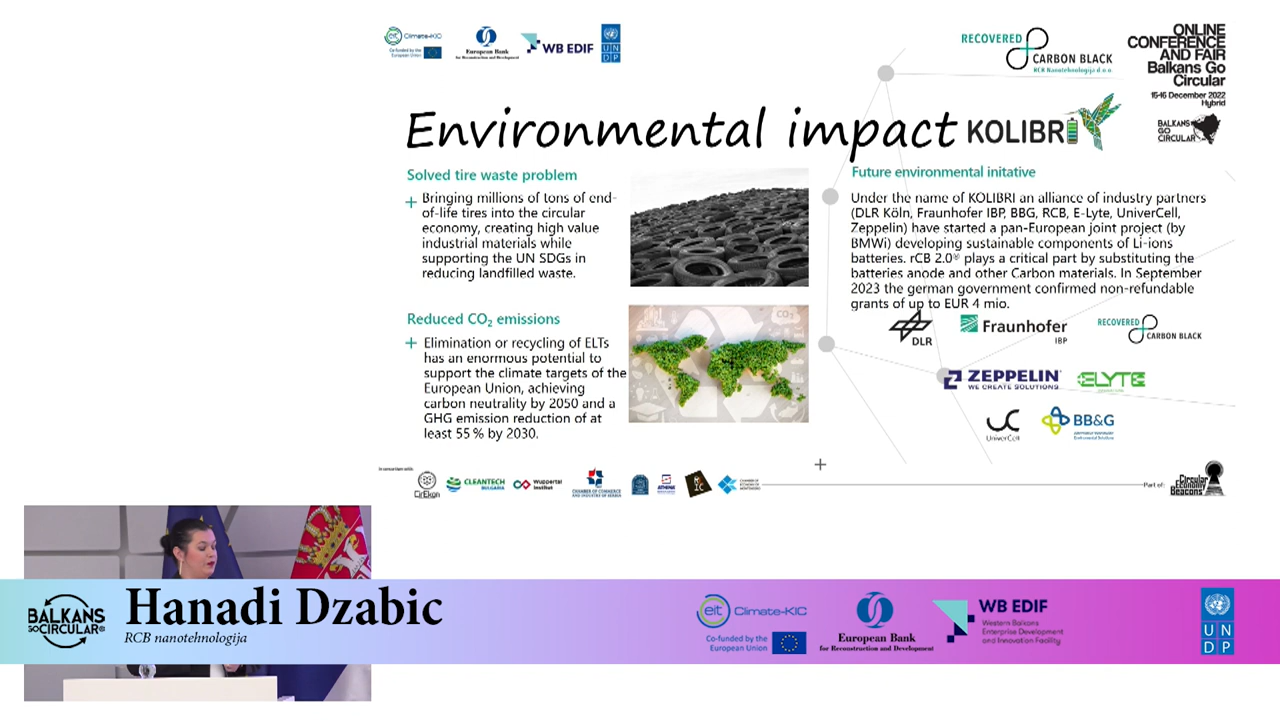 eit Climate-KIC
Co-funded by the
European Union
European Bank
for Reconstruction and Development
WB EDIF
U N
D P
RECOVERED
CARBON BLACK
RCB Nanotehnologija d.o.o.
ONLINE
CONFERENCE
AND FAIR
Balkans Go
Circular
15-16 December 2022
Hybrid
BALKANS
GO
CIRCULAR
Environmental impact
KOLIBRI
Solved tire waste problem
Bringing millions of tons of end-
of-life tires into the circular
economy, creating high value
industrial materials while
supporting the UN SDGs in
reducing landfilled waste.
Reduced CO₂ emissions
Elimination or recycling of ELTs
has an enormous potential to
support the climate targets of the
European Union, achieving
carbon neutrality by 2050 and a
GHG emission reduction of at
least 55 % by 2030.
CO₂
Future environmental initative
Under the name of KOLIBRI an alliance of industry partners
(DLR Köln, Fraunhofer IBP, BBG, RCB, E-Lyte, UniverCell,
Zeppelin) have started a pan-European joint project (by
BMWi) developing sustainable components of Li-ions
batteries. rCB 2.0® plays a critical part by substituting the
batteries anode and other Carbon materials. In September
2023 the german government confirmed non-refundable
grants of up to EUR 4 mio.
DLR
Fraunhofer
IBP
RECOVERED
CARBON BLACK
ZEPPELIN
WE CREATE SOLUTIONS
ELYTE
UniverCell
BB&G
In consortium with:
CirEkon
CLEANTECH
BULGARIA
Wuppertal
Institut
CHAMBER OF COMMERCE
AND INDUSTRY OF SERBIA
ATHENA
Part of:
Circular
Economy
Beacons
BALKANS
GO CIRCULAR
Hanadi Dzabic
RCB nanotehnologija
eit Climate-KIC
Co-funded by the
European Union
European Bank
for Reconstruction and Development
WB EDIF
Western Balkans
Enterprise Development
and Innovation Facility
U N
D P